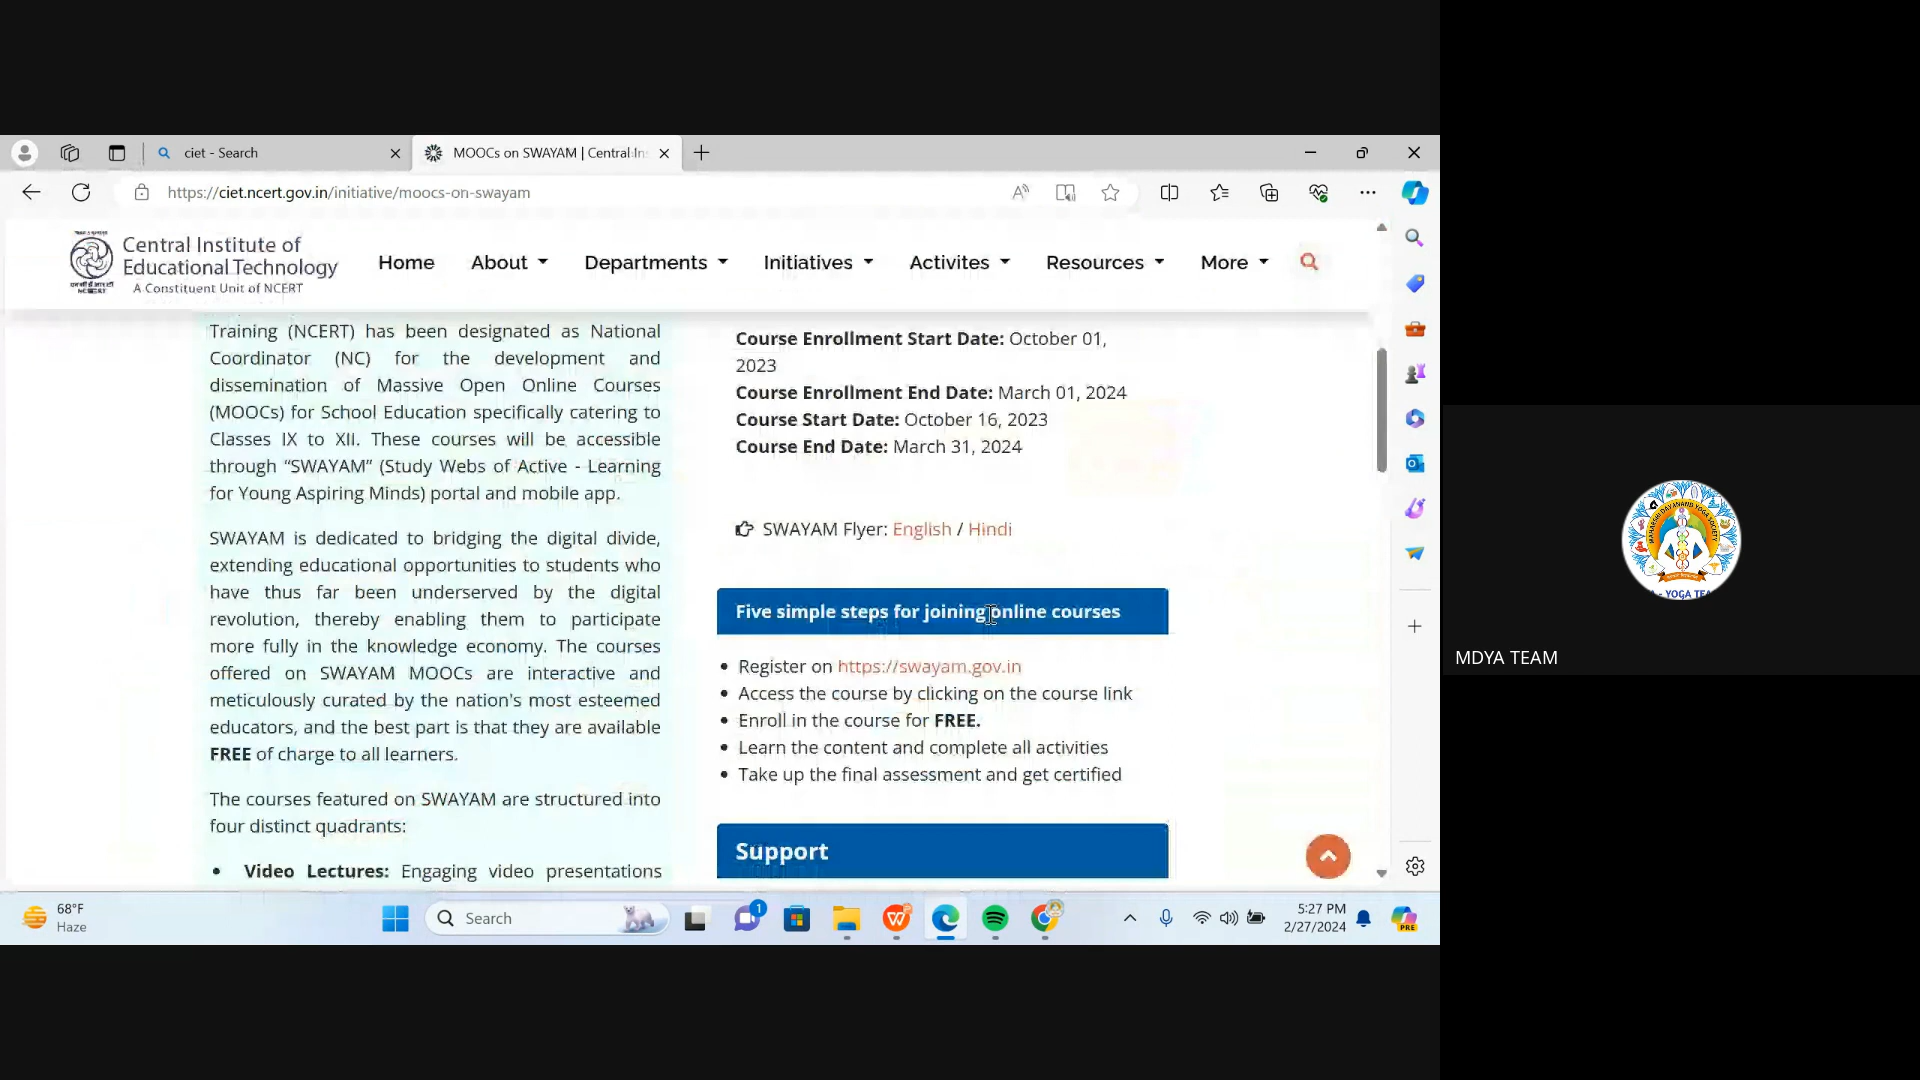 ciet - Search
MOOCs on SWAYAM | Central In
https://ciet.ncert.gov.in/initiative/moocs-on-swayam
Central Institute of
Educational Technology
A Constituent Unit of NCERT
Home About Departments Initiatives Activites Resources More
Training (NCERT) has been designated as National
Coordinator (NC) for the development and
dissemination of Massive Open Online Courses
(MOOCs) for School Education specifically catering to
Classes IX to XII. These courses will be accessible
through “SWAYAM” (Study Webs of Active - Learning
for Young Aspiring Minds) portal and mobile app.
SWAYAM is dedicated to bridging the digital divide,
extending educational opportunities to students who
have thus far been underserved by the digital
revolution, thereby enabling them to participate
more fully in the knowledge economy. The courses
offered on SWAYAM MOOCs are interactive and
meticulously curated by the nation's most esteemed
educators, and the best part is that they are available
FREE of charge to all learners.
The courses featured on SWAYAM are structured into
four distinct quadrants:
• Video Lectures: Engaging video presentations
Course Enrollment Start Date: October 01,
2023
Course Enrollment End Date: March 01, 2024
Course Start Date: October 16, 2023
Course End Date: March 31, 2024
SWAYAM Flyer: English / Hindi
Five simple steps for joining online courses
• Register on https://swayam.gov.in
• Access the course by clicking on the course link
• Enroll in the course for FREE.
• Learn the content and complete all activities
• Take up the final assessment and get certified
Support
68°F
Haze
Search
1
5:27 PM
2/27/2024
PRE
MDYA TEAM